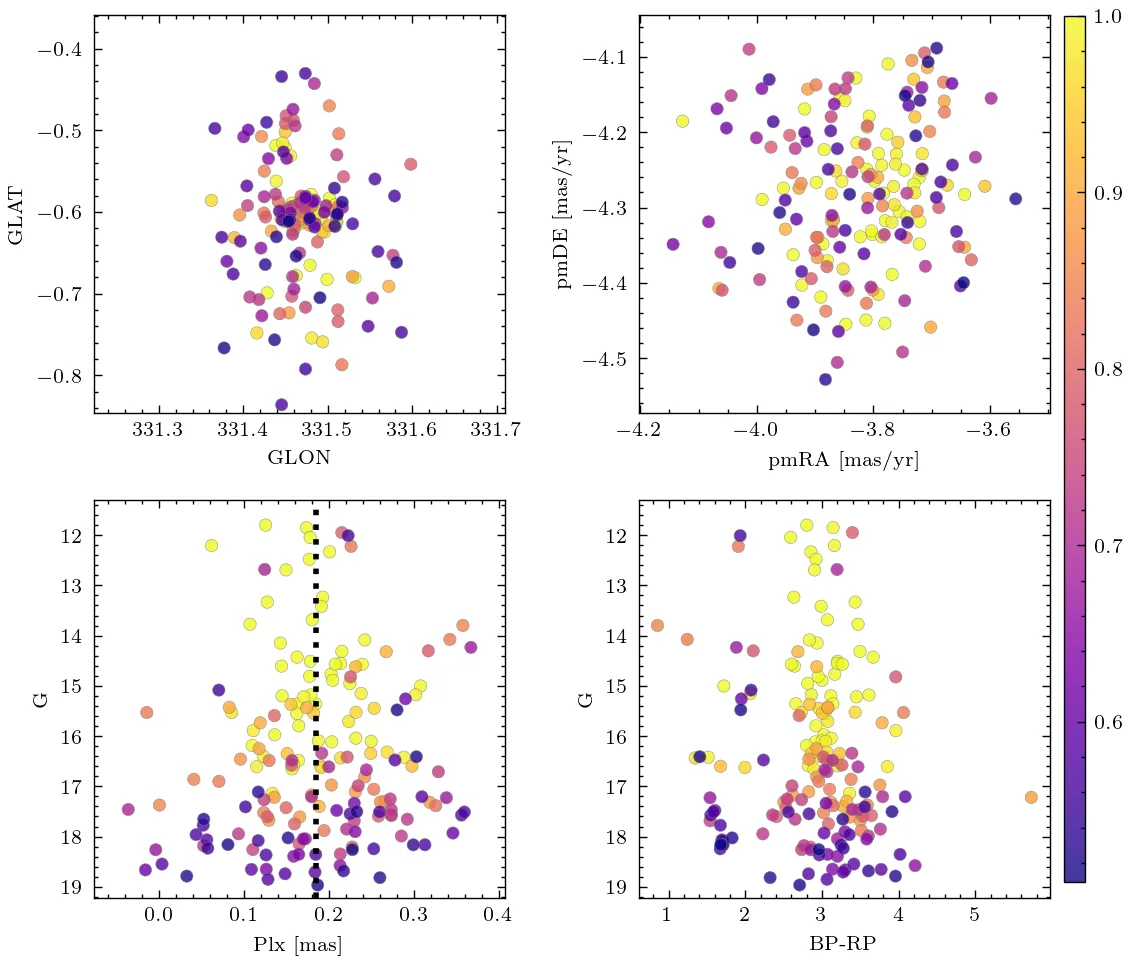 −0.4
−0.5
−0.6
−0.7
−0.8
GLAT
331.3 331.4 331.5 331.6 331.7
GLON
−4.1
−4.2
−4.3
−4.4
−4.5
pmDE [mas/yr]
−4.2 −4.0 −3.8 −3.6
pmRA [mas/yr]
1.0
0.9
0.8
0.7
0.6
12
13
14
15
16
17
18
19
G
0.0 0.1 0.2 0.3 0.4
Plx [mas]
12
13
14
15
16
17
18
19
G
1 2 3 4 5
BP-RP